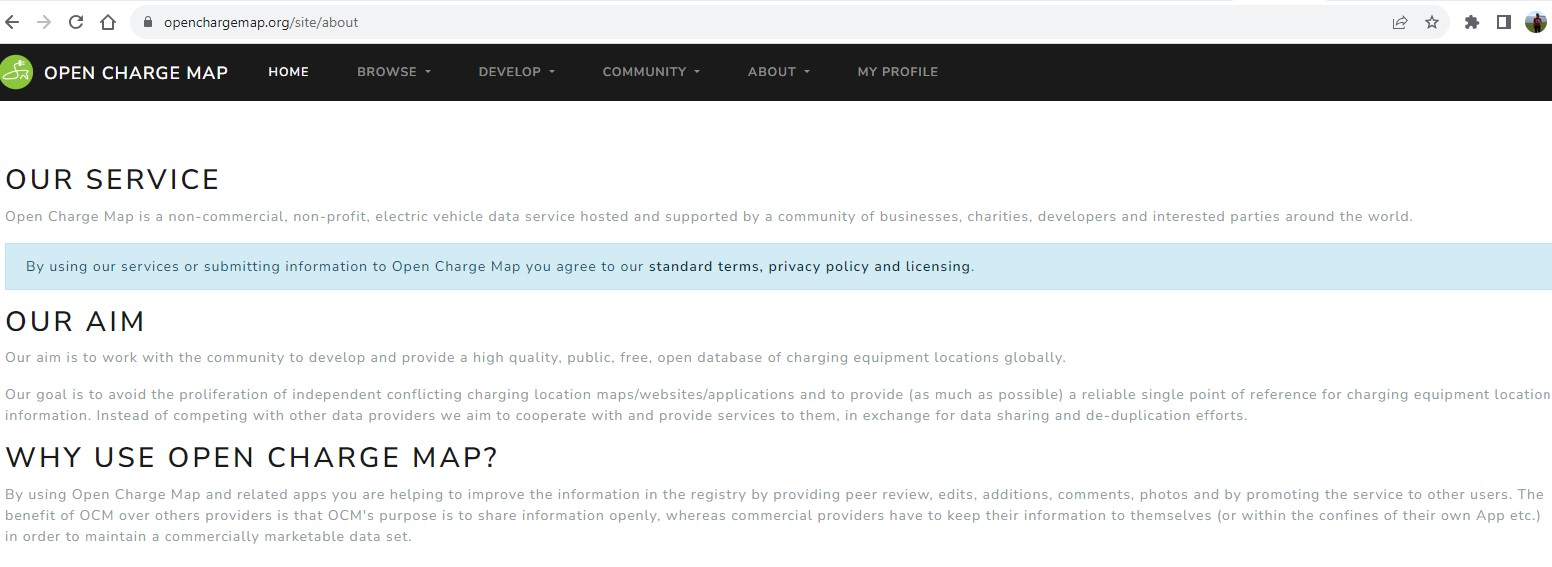 openchargemap.org/site/about
OPEN CHARGE MAP HOME BROWSE DEVELOP COMMUNITY ABOUT MY PROFILE
OUR SERVICE
Open Charge Map is a non-commercial, non-profit, electric vehicle data service hosted and supported by a community of businesses, charities, developers and interested parties around the world.
By using our services or submitting information to Open Charge Map you agree to our standard terms, privacy policy and licensing.
OUR AIM
Our aim is to work with the community to develop and provide a high quality, public, free, open database of charging equipment locations globally.
Our goal is to avoid the proliferation of independent conflicting charging location maps/websites/applications and to provide (as much as possible) a reliable single point of reference for charging equipment location
information. Instead of competing with other data providers we aim to cooperate with and provide services to them, in exchange for data sharing and de-duplication efforts.
WHY USE OPEN CHARGE MAP?
By using Open Charge Map and related apps you are helping to improve the information in the registry by providing peer review, edits, additions, comments, photos and by promoting the service to other users. The
benefit of OCM over others providers is that OCM's purpose is to share information openly, whereas commercial providers have to keep their information to themselves (or within the confines of their own App etc.)
in order to maintain a commercially marketable data set.